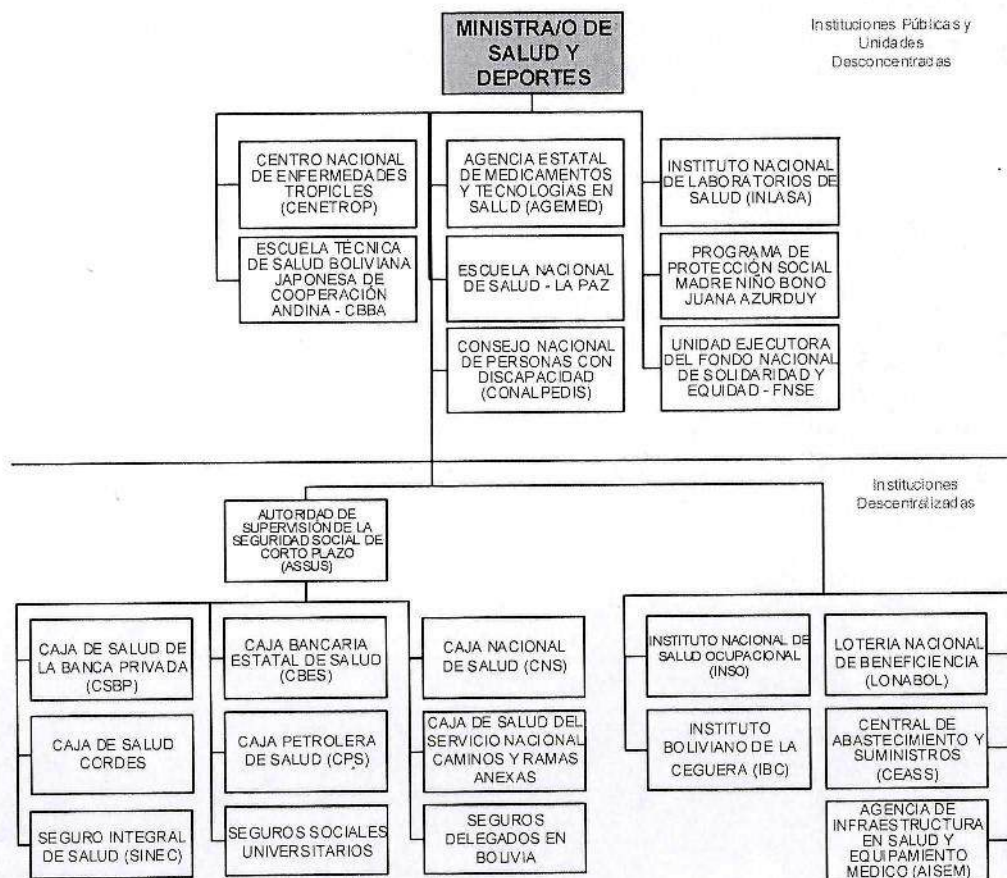 MINISTRA/O DE
SALUD Y
DEPORTES
Instituciones Públicas y
Unidades
Desconcentradas
CENTRO NACIONAL
DE ENFERMEDADES
TROPICLES
(CENETROP)
AGENCIA ESTATAL
DE MEDICAMENTOS
Y TECNOLOGÍAS EN
SALUD (AGEMED)
INSTITUTO NACIONAL
DE LABORATORIOS DE
SALUD (INLASA)
ESCUELA TÉCNICA
DE SALUD BOLIVIANA
JAPONESA DE
COOPERACIÓN
ANDINA - CBBA
ESCUELA NACIONAL
DE SALUD - LA PAZ
PROGRAMA DE
PROTECCIÓN SOCIAL
MADRE NIÑO BONO
JUANA AZURDUY
CONSEJO NACIONAL
DE PERSONAS CON
DISCAPACIDAD
(CONALPEDIS)
UNIDAD EJECUTORA
DEL FONDO NACIONAL
DE SOLIDARIDAD Y
EQUIDAD - FNSE
Instituciones
Descentralizadas
AUTORIDAD DE
SUPERVISIÓN DE LA
SEGURIDAD SOCIAL DE
CORTO PLAZO
(ASSUS)
CAJA DE SALUD DE
LA BANCA PRIVADA
(CSBP)
CAJA BANCARIA
ESTATAL DE SALUD
(CBES)
CAJA NACIONAL
DE SALUD (CNS)
INSTITUTO NACIONAL DE
SALUD OCUPACIONAL
(INSO)
LOTERIA NACIONAL
DE BENEFICIENCIA
(LONABOL)
CAJA DE SALUD
CORDES
CAJA PETROLERA
DE SALUD (CPS)
CAJA DE SALUD DEL
SERVICIO NACIONAL
CAMINOS Y RAMAS
ANEXAS
INSTITUTO
BOLIVIANO DE LA
CEGUERA (IBC)
CENTRAL DE
ABASTECIMIENTO Y
SUMINISTROS
(CEASS)
SEGURO INTEGRAL
DE SALUD (SINEC)
SEGUROS SOCIALES
UNIVERSITARIOS
SEGUROS
DELEGADOS EN
BOLIVIA
AGENCIA DE
INFRAESTRUCTURA
EN SALUD Y
EQUIPAMIENTO
MEDICO (AISEM)